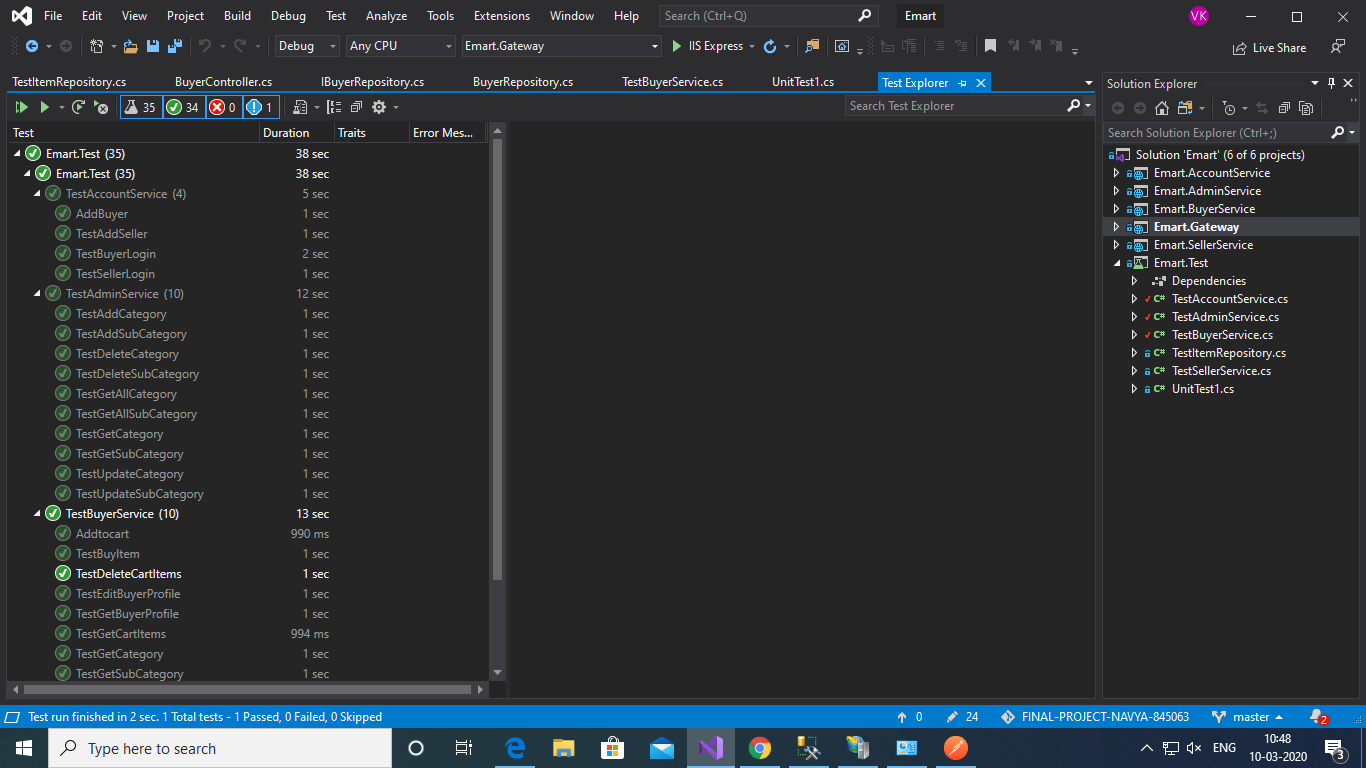 File Edit View Project Build Debug Test Analyze Tools Extensions Window Help Search (Ctrl+Q) Emart VK
Debug Any CPU Emart.Gateway IIS Express Live Share
TestItemRepository.cs BuyerController.cs IBuyerRepository.cs BuyerRepository.cs TestBuyerService.cs UnitTest1.cs Test Explorer
35 34 0 1 Search Test Explorer
Test Duration Traits Error Mes...
Emart.Test (35) 38 sec
Emart.Test (35) 38 sec
TestAccountService (4) 5 sec
AddBuyer 1 sec
TestAddSeller 1 sec
TestBuyerLogin 2 sec
TestSellerLogin 1 sec
TestAdminService (10) 12 sec
TestAddCategory 1 sec
TestAddSubCategory 1 sec
TestDeleteCategory 1 sec
TestDeleteSubCategory 1 sec
TestGetAllCategory 1 sec
TestGetAllSubCategory 1 sec
TestGetCategory 1 sec
TestGetSubCategory 1 sec
TestUpdateCategory 1 sec
TestUpdateSubCategory 1 sec
TestBuyerService (10) 13 sec
Addtocart 990 ms
TestBuyItem 1 sec
TestDeleteCartItems 1 sec
TestEditBuyerProfile 1 sec
TestGetBuyerProfile 1 sec
TestGetCartItems 994 ms
TestGetCategory 1 sec
TestGetSubCategory 1 sec
Solution Explorer
Search Solution Explorer (Ctrl+;)
Solution 'Emart' (6 of 6 projects)
Emart.AccountService
Emart.AdminService
Emart.BuyerService
Emart.Gateway
Emart.SellerService
Emart.Test
Dependencies
C# TestAccountService.cs
C# TestAdminService.cs
C# TestBuyerService.cs
C# TestItemRepository.cs
C# TestSellerService.cs
C# UnitTest1.cs
Test run finished in 2 sec. 1 Total tests - 1 Passed, 0 Failed, 0 Skipped 0 24 FINAL-PROJECT-NAVYA-845063 master 2
Type here to search ENG 10:48
10-03-2020 3